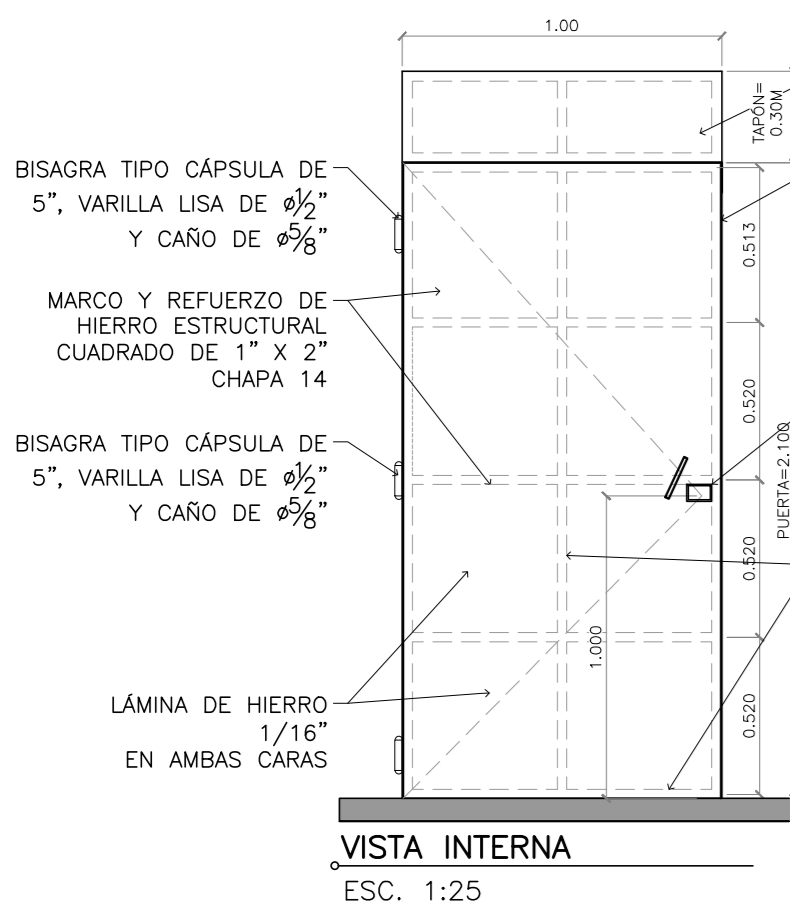 1.00
TAPÓN=
0.30M
BISAGRA TIPO CÁPSULA DE
5”, VARILLA LISA DE ø1/2”
Y CAÑO DE ø5/8”
0.513
MARCO Y REFUERZO DE
HIERRO ESTRUCTURAL
CUADRADO DE 1” X 2”
CHAPA 14
0.520
BISAGRA TIPO CÁPSULA DE
5”, VARILLA LISA DE ø1/2”
Y CAÑO DE ø5/8”
PUERTA=2.100
0.520
1.000
LÁMINA DE HIERRO
1/16”
EN AMBAS CARAS
0.520
VISTA INTERNA
ESC. 1:25